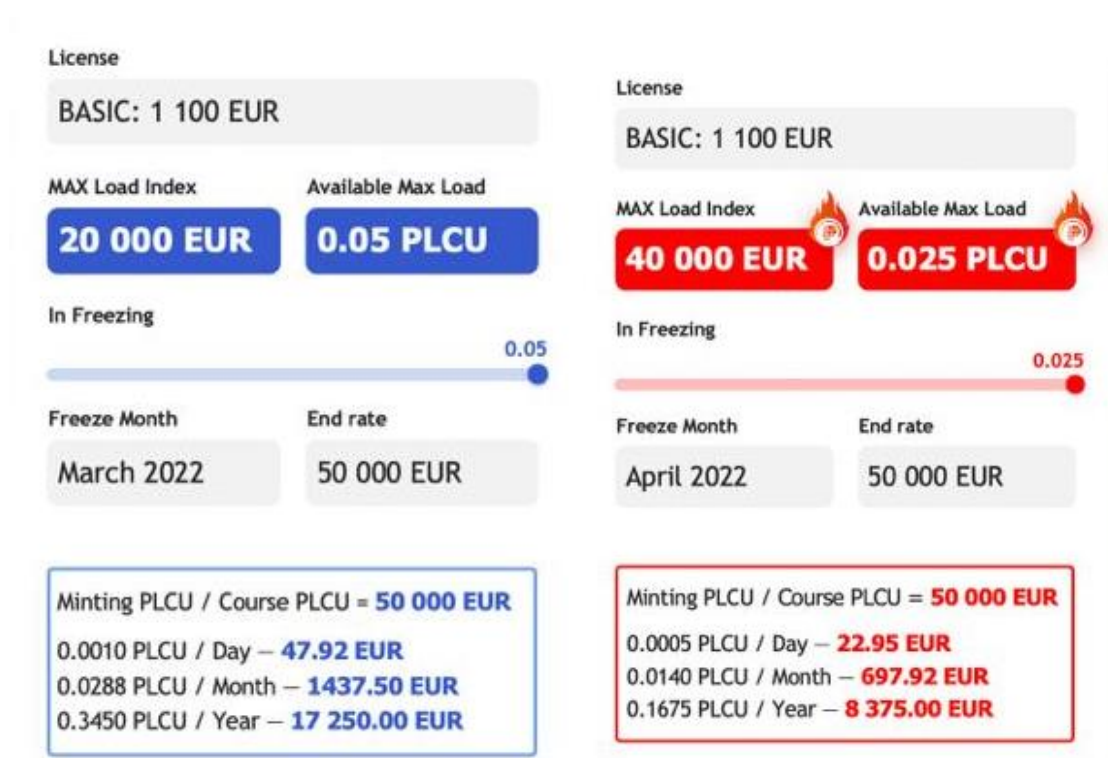 License
BASIC: 1 100 EUR
MAX Load Index
Available Max Load
20 000 EUR
0.05 PLCU
In Freezing
0.05
Freeze Month
End rate
March 2022
50 000 EUR
Minting PLCU / Course PLCU = 50 000 EUR
0.0010 PLCU / Day – 47.92 EUR
0.0288 PLCU / Month – 1437.50 EUR
0.3450 PLCU / Year – 17 250.00 EUR
License
BASIC: 1 100 EUR
MAX Load Index
Available Max Load
40 000 EUR
0.025 PLCU
In Freezing
0.025
Freeze Month
End rate
April 2022
50 000 EUR
Minting PLCU / Course PLCU = 50 000 EUR
0.0005 PLCU / Day – 22.95 EUR
0.0140 PLCU / Month – 697.92 EUR
0.1675 PLCU / Year – 8 375.00 EUR